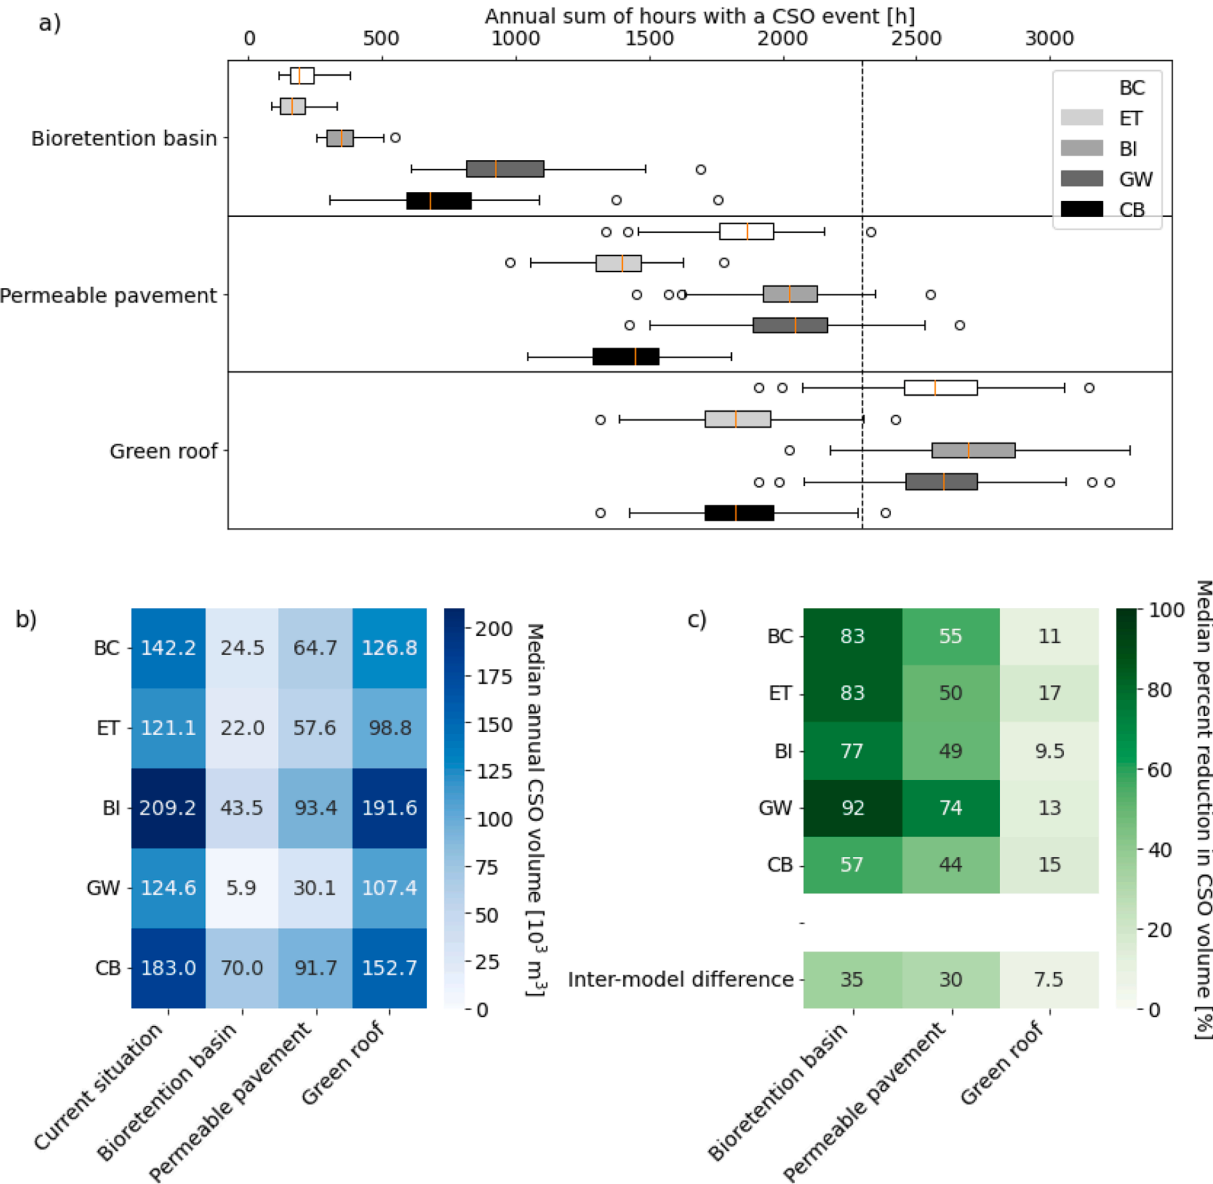 a)
Annual sum of hours with a CSO event [h]
0 500 1000 1500 2000 2500 3000
BC
ET
BI
GW
CB
Bioretention basin
Permeable pavement
Green roof
b)
BC 142.2 24.5 64.7 126.8
ET 121.1 22.0 57.6 98.8
BI 209.2 43.5 93.4 191.6
GW 124.6 5.9 30.1 107.4
CB 183.0 70.0 91.7 152.7
Current situation
Bioretention basin
Permeable pavement
Green roof
200
175
150
125
100
75
50
25
0
Median annual CSO volume [10³ m³]
c)
BC 83 55 11
ET 83 50 17
BI 77 49 9.5
GW 92 74 13
CB 57 44 15
-
Inter-model difference 35 30 7.5
Bioretention basin
Permeable pavement
Green roof
100
80
60
40
20
0
Median percent reduction in CSO volume [%]